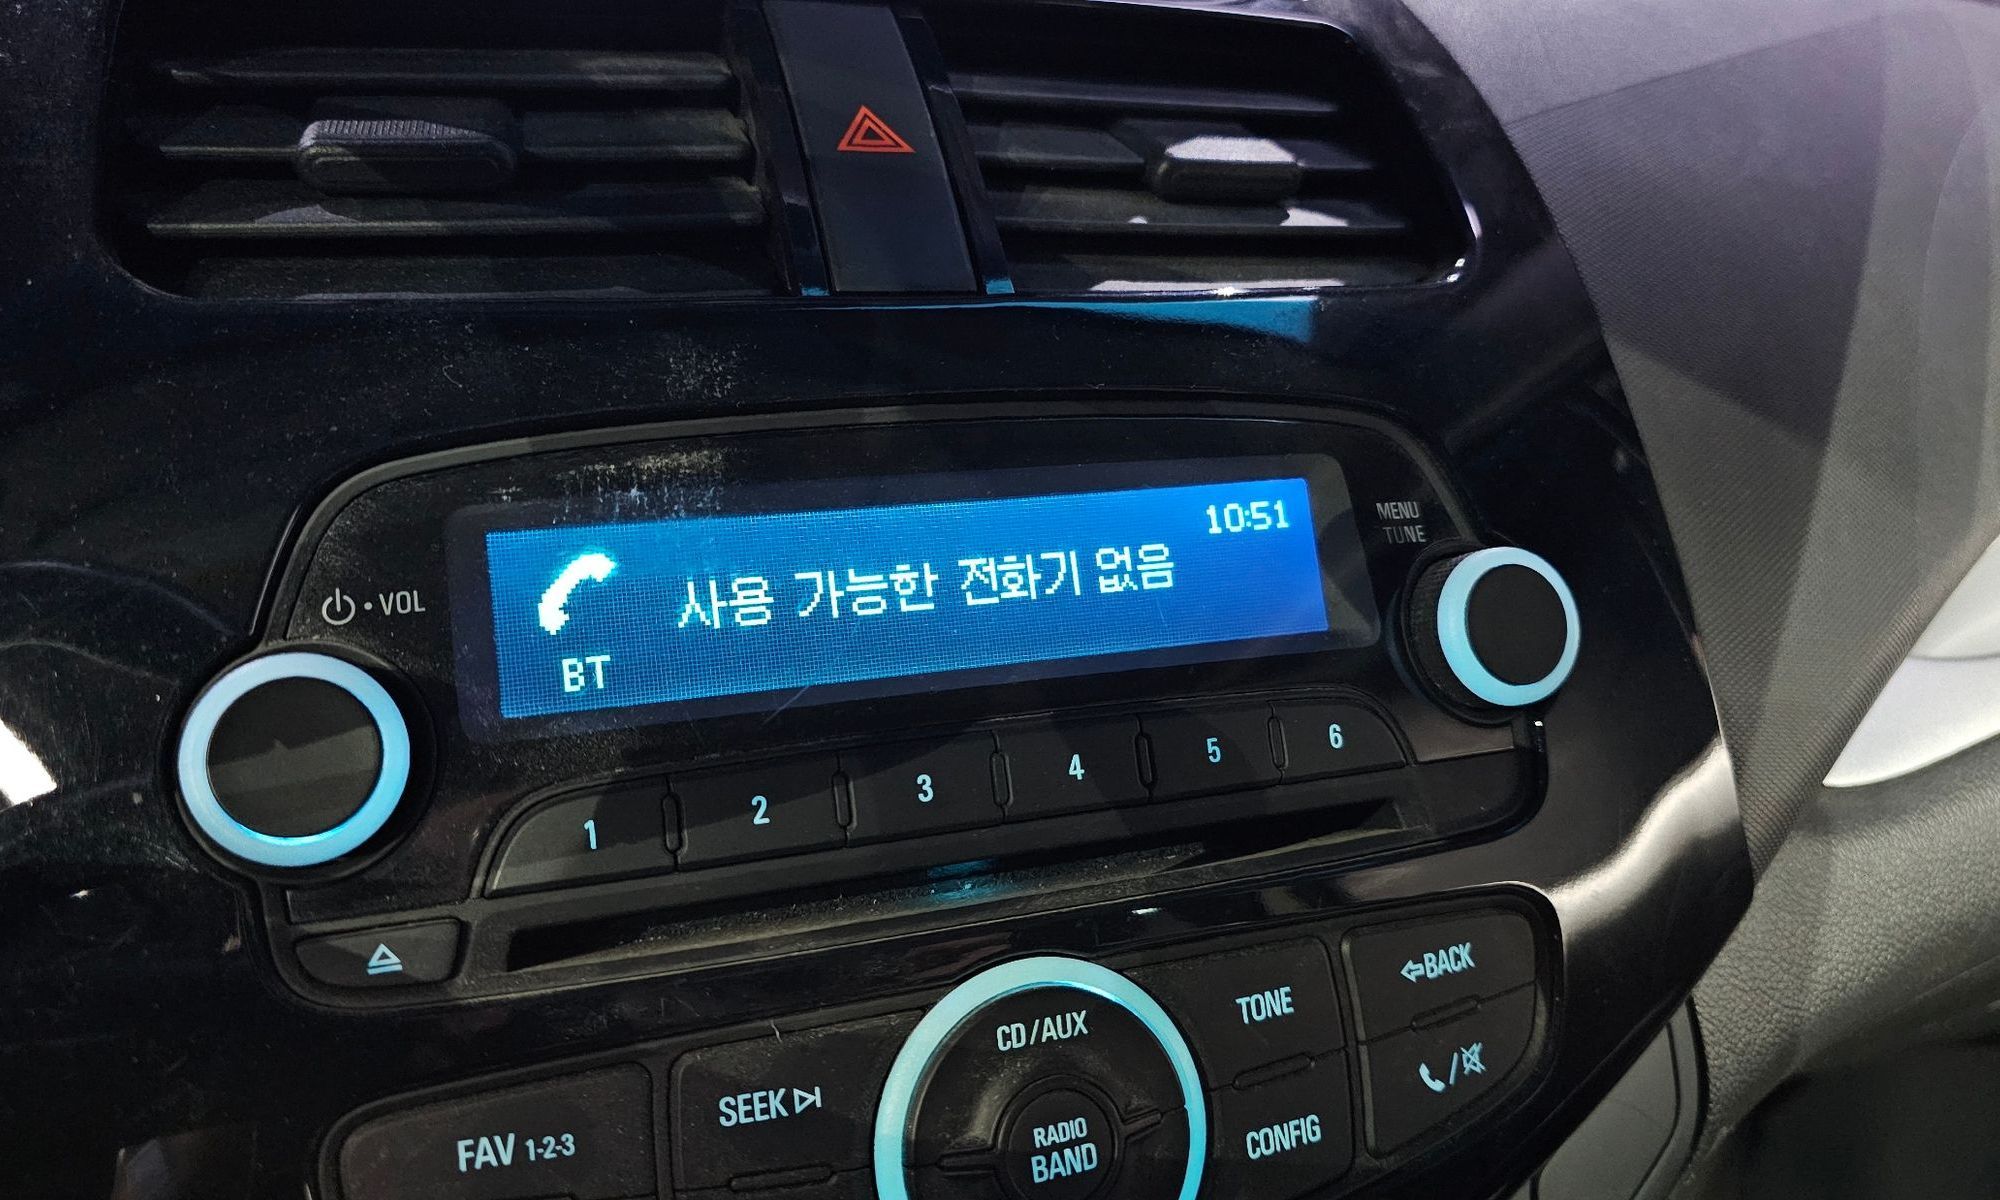 10:51
사용 가능한 전화기 없음
BT
VOL
MENU
TUNE
1 2 3 4 5 6
CD/AUX
TONE
BACK
SEEK
FAV 1-2-3
RADIO
BAND
CONFIG